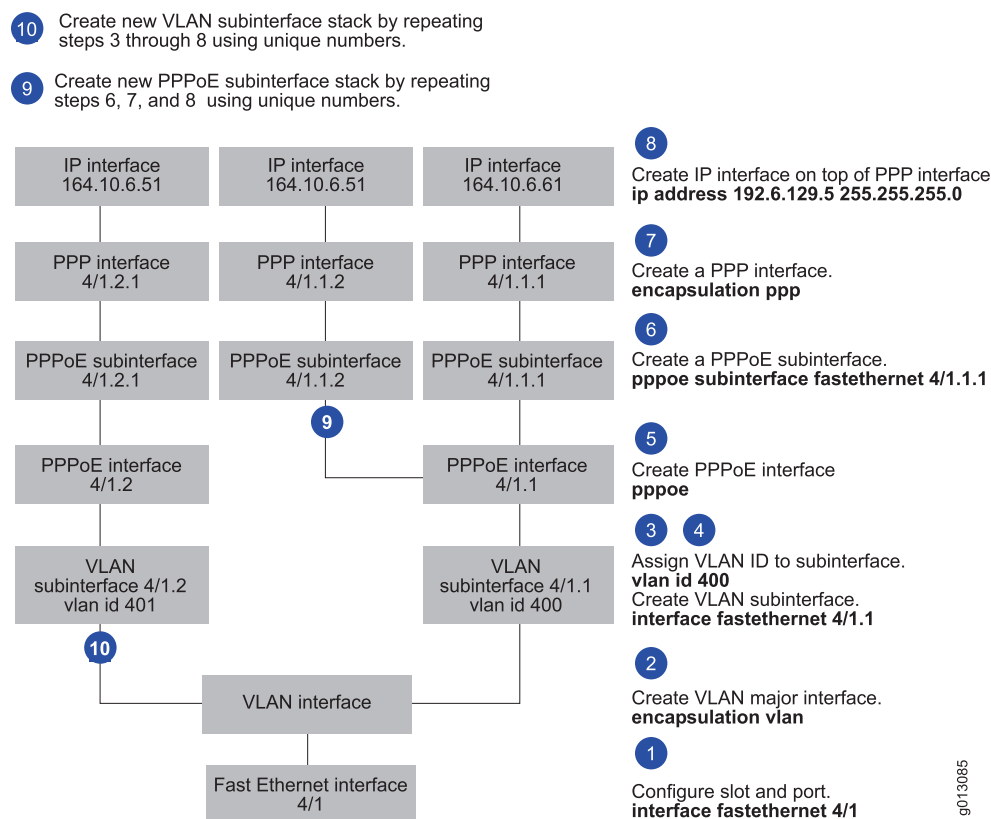 10 Create new VLAN subinterface stack by repeating
steps 3 through 8 using unique numbers.
9 Create new PPPoE subinterface stack by repeating
steps 6, 7, and 8 using unique numbers.
IP interface
164.10.6.51
IP interface
164.10.6.51
IP interface
164.10.6.61
8
Create IP interface on top of PPP interface
ip address 192.6.129.5 255.255.255.0
PPP interface
4/1.2.1
PPP interface
4/1.1.2
PPP interface
4/1.1.1
7
Create a PPP interface.
encapsulation ppp
PPPoE subinterface
4/1.2.1
PPPoE subinterface
4/1.1.2
PPPoE subinterface
4/1.1.1
6
Create a PPPoE subinterface.
pppoe subinterface fastethernet 4/1.1.1
9
PPPoE interface
4/1.2
PPPoE interface
4/1.1
5
Create PPPoE interface
pppoe
VLAN
subinterface 4/1.2
vlan id 401
VLAN
subinterface 4/1.1
vlan id 400
3 4
Assign VLAN ID to subinterface.
vlan id 400
Create VLAN subinterface.
interface fastethernet 4/1.1
10
VLAN interface
2
Create VLAN major interface.
encapsulation vlan
Fast Ethernet interface
4/1
1
Configure slot and port.
interface fastethernet 4/1
g013085